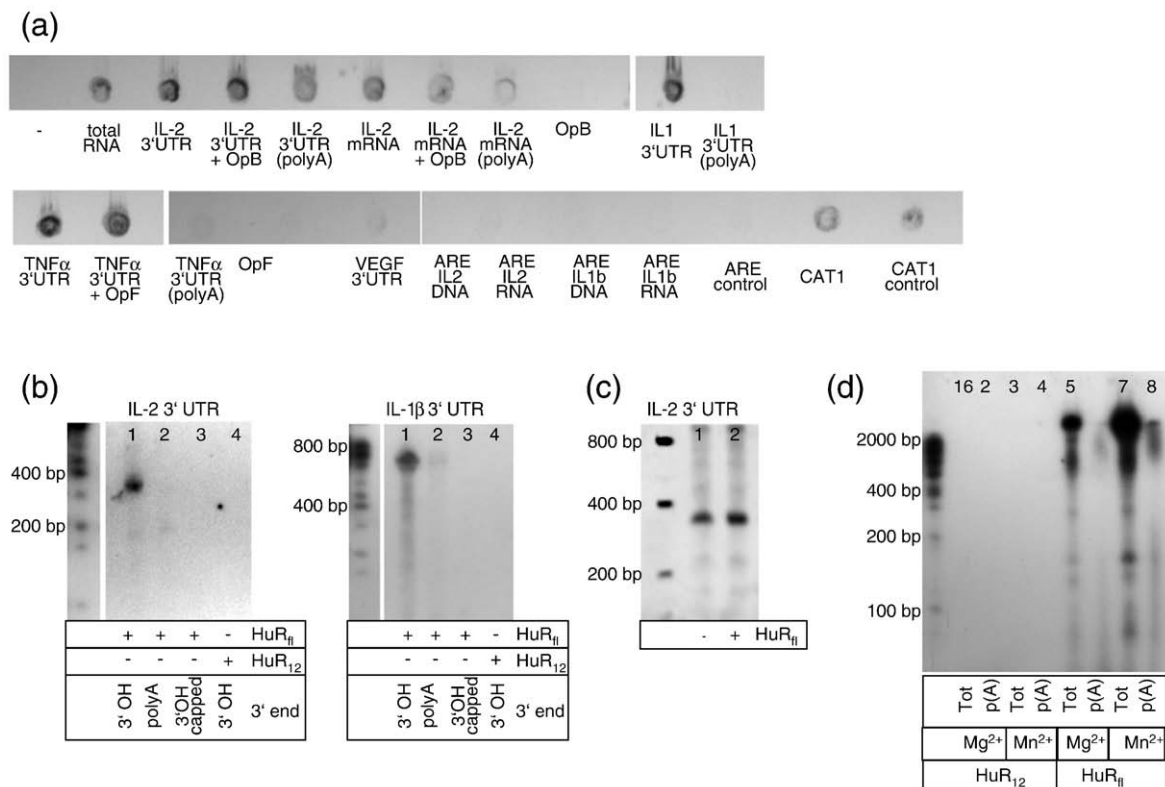 (a)
- total RNA IL-2 3'UTR IL-2 3'UTR + OpB IL-2 3'UTR (polyA) IL-2 mRNA IL-2 mRNA + OpB IL-2 mRNA (polyA) OpB IL1 3'UTR IL1 3'UTR (polyA)
TNFα 3'UTR TNFα 3'UTR + OpF TNFα 3'UTR (polyA) OpF VEGF 3'UTR ARE IL2 DNA ARE IL2 RNA ARE IL1b DNA ARE IL1b RNA ARE control CAT1 CAT1 control
(b)
IL-2 3' UTR
1 2 3 4
400 bp
200 bp
+ + + - HuRfl
- - - + HuR12
3' OH polyA 3'OH capped 3' OH
IL-1β 3' UTR
1 2 3 4
800 bp
400 bp
+ + + - HuRfl
- - - + HuR12
3' OH polyA 3'OH capped 3' OH 3' end
(c)
IL-2 3' UTR
1 2
800 bp
400 bp
200 bp
- + HuRfl
(d)
16 2 3 4 5 7 8
2000 bp
400 bp
200 bp
100 bp
Tot p(A) Tot p(A) Tot p(A) Tot p(A)
Mg2+ Mn2+ Mg2+ Mn2+
HuR12 HuRfl